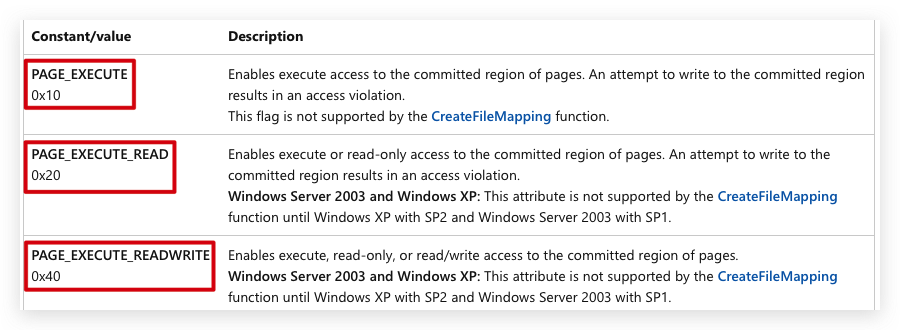 Constant/value Description
PAGE_EXECUTE
0x10
Enables execute access to the committed region of pages. An attempt to write to the committed region
results in an access violation.
This flag is not supported by the CreateFileMapping function.
PAGE_EXECUTE_READ
0x20
Enables execute or read-only access to the committed region of pages. An attempt to write to the
committed region results in an access violation.
Windows Server 2003 and Windows XP: This attribute is not supported by the CreateFileMapping
function until Windows XP with SP2 and Windows Server 2003 with SP1.
PAGE_EXECUTE_READWRITE
0x40
Enables execute, read-only, or read/write access to the committed region of pages.
Windows Server 2003 and Windows XP: This attribute is not supported by the CreateFileMapping
function until Windows XP with SP2 and Windows Server 2003 with SP1.